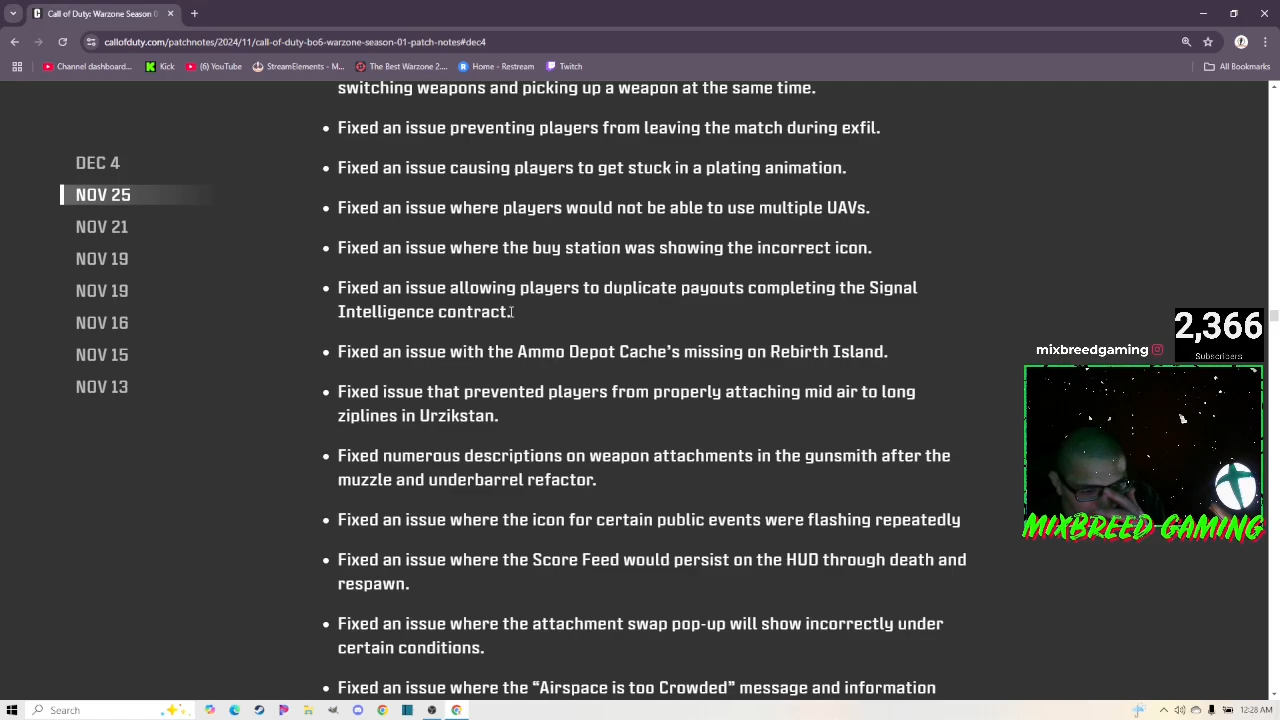 Call of Duty: Warzone Season 0
callofduty.com/patchnotes/2024/11/call-of-duty-bo6-warzone-season-01-patch-notes#dec4
Channel dashboard...
Kick
(6) YouTube
StreamElements - M...
The Best Warzone 2....
Home - Restream
Twitch
All Bookmarks
DEC 4
NOV 25
NOV 21
NOV 19
NOV 19
NOV 16
NOV 15
NOV 13
switching weapons and picking up a weapon at the same time.
• Fixed an issue preventing players from leaving the match during exfil.
• Fixed an issue causing players to get stuck in a plating animation.
• Fixed an issue where players would not be able to use multiple UAVs.
• Fixed an issue where the buy station was showing the incorrect icon.
• Fixed an issue allowing players to duplicate payouts completing the Signal
Intelligence contract.
• Fixed an issue with the Ammo Depot Cache’s missing on Rebirth Island.
• Fixed issue that prevented players from properly attaching mid air to long
ziplines in Urzikstan.
• Fixed numerous descriptions on weapon attachments in the gunsmith after the
muzzle and underbarrel refactor.
• Fixed an issue where the icon for certain public events were flashing repeatedly
• Fixed an issue where the Score Feed would persist on the HUD through death and
respawn.
• Fixed an issue where the attachment swap pop-up will show incorrectly under
certain conditions.
• Fixed an issue where the “Airspace is too Crowded” message and information
2,366
Subscribers
mixbreedgaming
MIXBREED GAMING
Search
12:28 AM